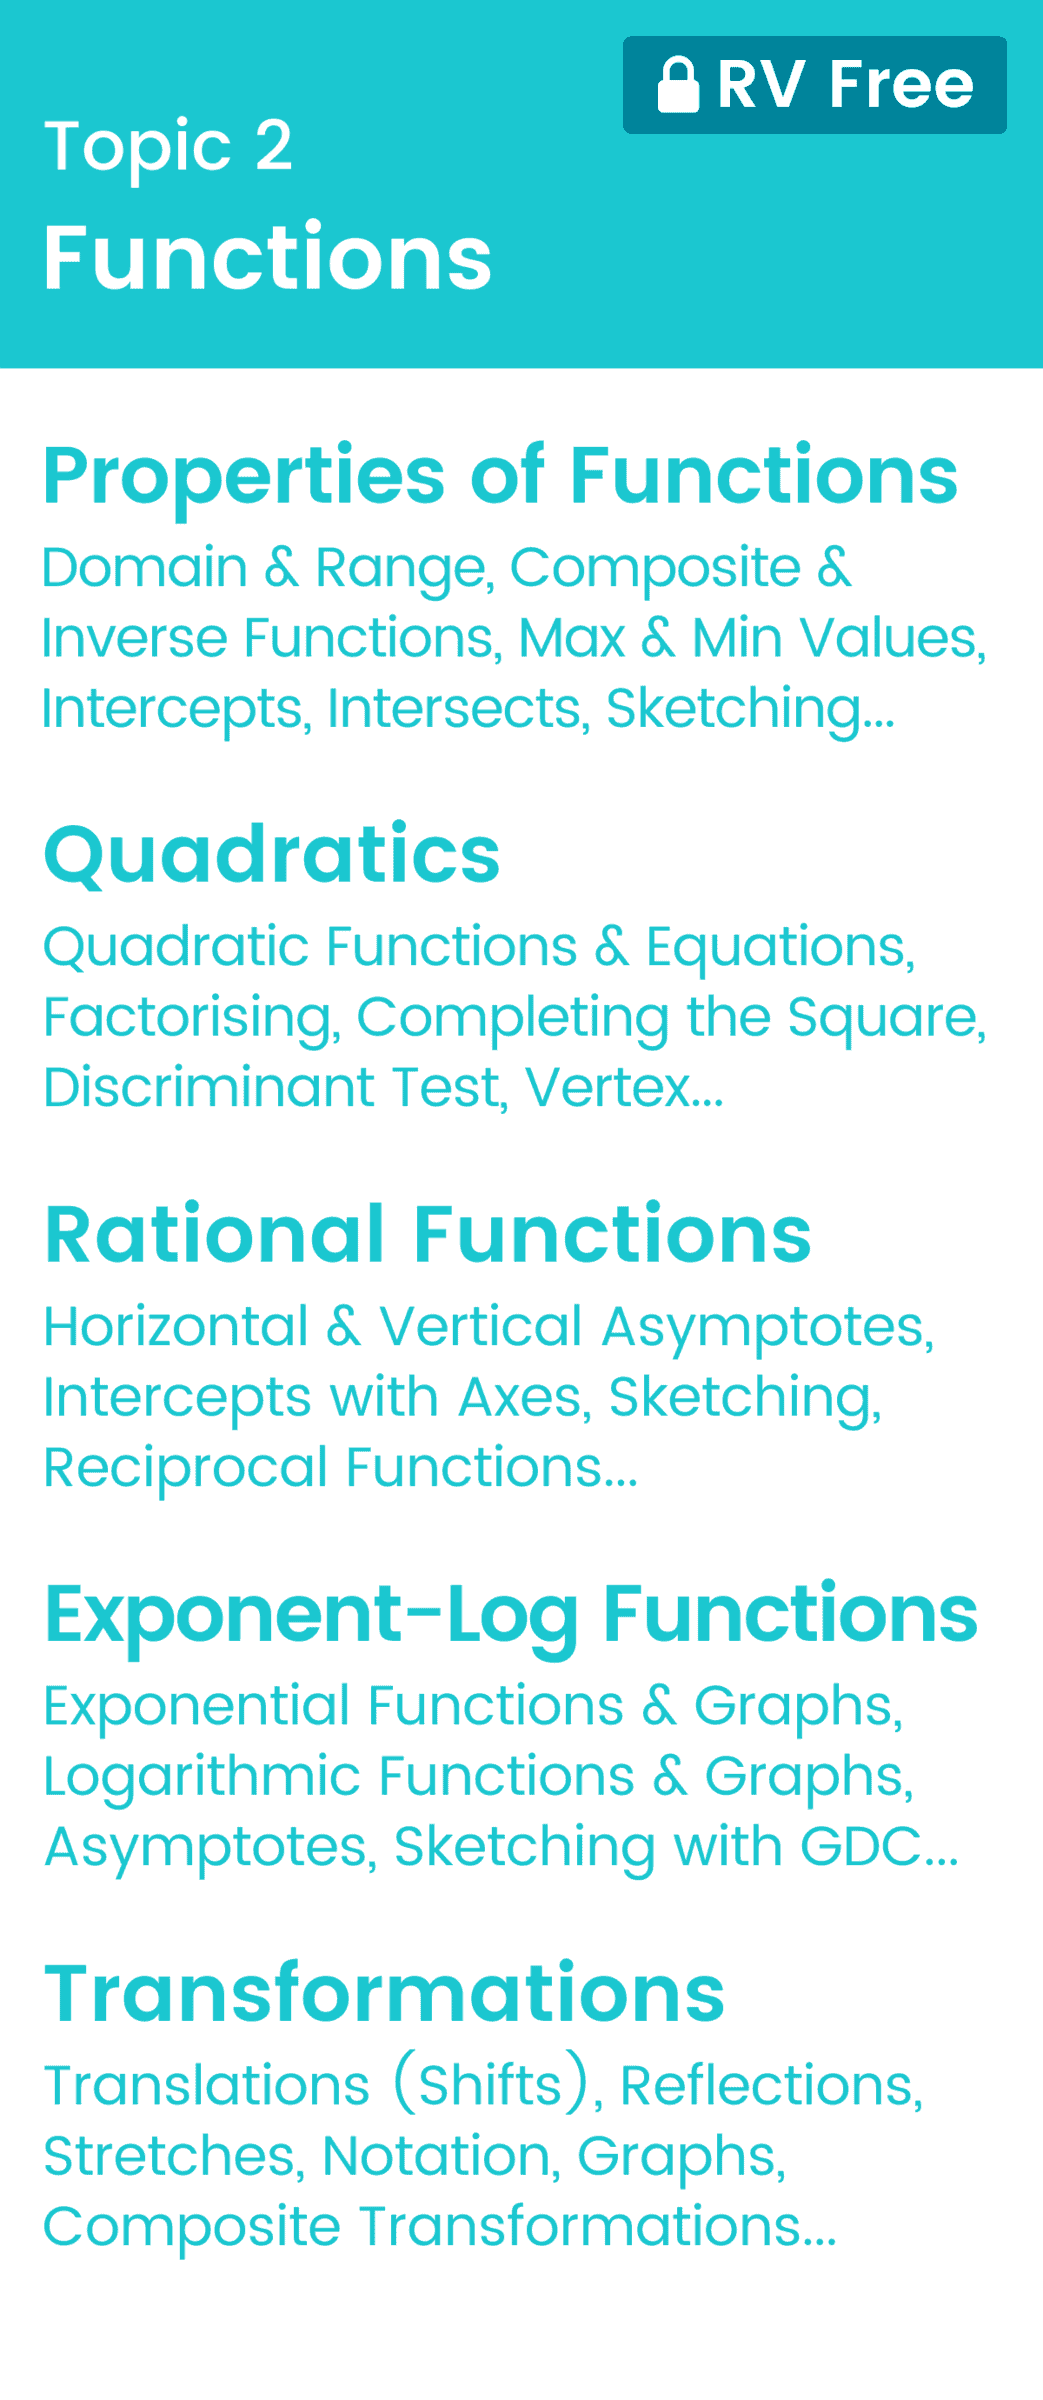 RV Free
Topic 2
Functions
Properties of Functions
Domain & Range, Composite &
Inverse Functions, Max & Min Values,
Intercepts, Intersects, Sketching...
Quadratics
Quadratic Functions & Equations,
Factorising, Completing the Square,
Discriminant Test, Vertex...
Rational Functions
Horizontal & Vertical Asymptotes,
Intercepts with Axes, Sketching,
Reciprocal Functions...
Exponent-Log Functions
Exponential Functions & Graphs,
Logarithmic Functions & Graphs,
Asymptotes, Sketching with GDC...
Transformations
Translations (Shifts), Reflections,
Stretches, Notation, Graphs,
Composite Transformations...